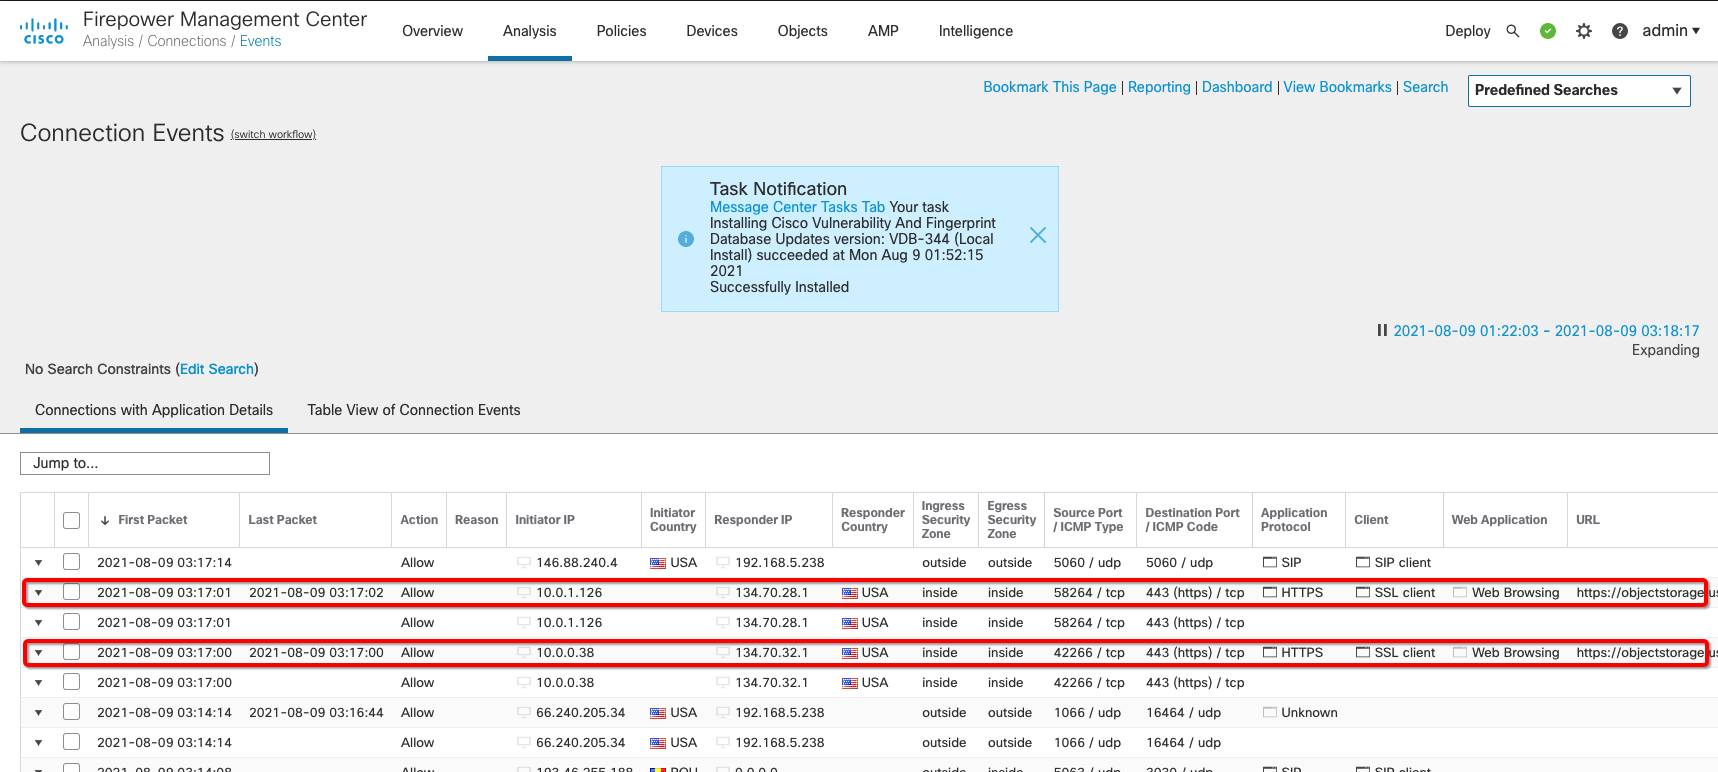 Firepower Management Center
CISCO
Analysis / Connections / Events
Overview Analysis Policies Devices Objects AMP Intelligence
Deploy admin
Bookmark This Page | Reporting | Dashboard | View Bookmarks | Search
Predefined Searches
Connection Events (switch workflow)
Task Notification
Message Center Tasks Tab Your task
Installing Cisco Vulnerability And Fingerprint
Database Updates version: VDB-344 (Local
Install) succeeded at Mon Aug 9 01:52:15
2021
Successfully Installed
2021-08-09 01:22:03 - 2021-08-09 03:18:17
Expanding
No Search Constraints (Edit Search)
Connections with Application Details Table View of Connection Events
Jump to...
First Packet Last Packet Action Reason Initiator IP Initiator Country Responder IP Responder Country Ingress Security Zone Egress Security Zone Source Port / ICMP Type Destination Port / ICMP Code Application Protocol Client Web Application URL
2021-08-09 03:17:14 Allow 146.88.240.4 USA 192.168.5.238 outside outside 5060 / udp 5060 / udp SIP SIP client
2021-08-09 03:17:01 2021-08-09 03:17:02 Allow 10.0.1.126 134.70.28.1 USA inside inside 58264 / tcp 443 (https) / tcp HTTPS SSL client Web Browsing https://objectstorage.us
2021-08-09 03:17:01 Allow 10.0.1.126 134.70.28.1 USA inside inside 58264 / tcp 443 (https) / tcp
2021-08-09 03:17:00 2021-08-09 03:17:00 Allow 10.0.0.38 134.70.32.1 USA inside inside 42266 / tcp 443 (https) / tcp HTTPS SSL client Web Browsing https://objectstorage.us
2021-08-09 03:17:00 Allow 10.0.0.38 134.70.32.1 USA inside inside 42266 / tcp 443 (https) / tcp
2021-08-09 03:14:14 2021-08-09 03:16:44 Allow 66.240.205.34 USA 192.168.5.238 outside outside 1066 / udp 16464 / udp Unknown
2021-08-09 03:14:14 Allow 66.240.205.34 USA 192.168.5.238 outside outside 1066 / udp 16464 / udp